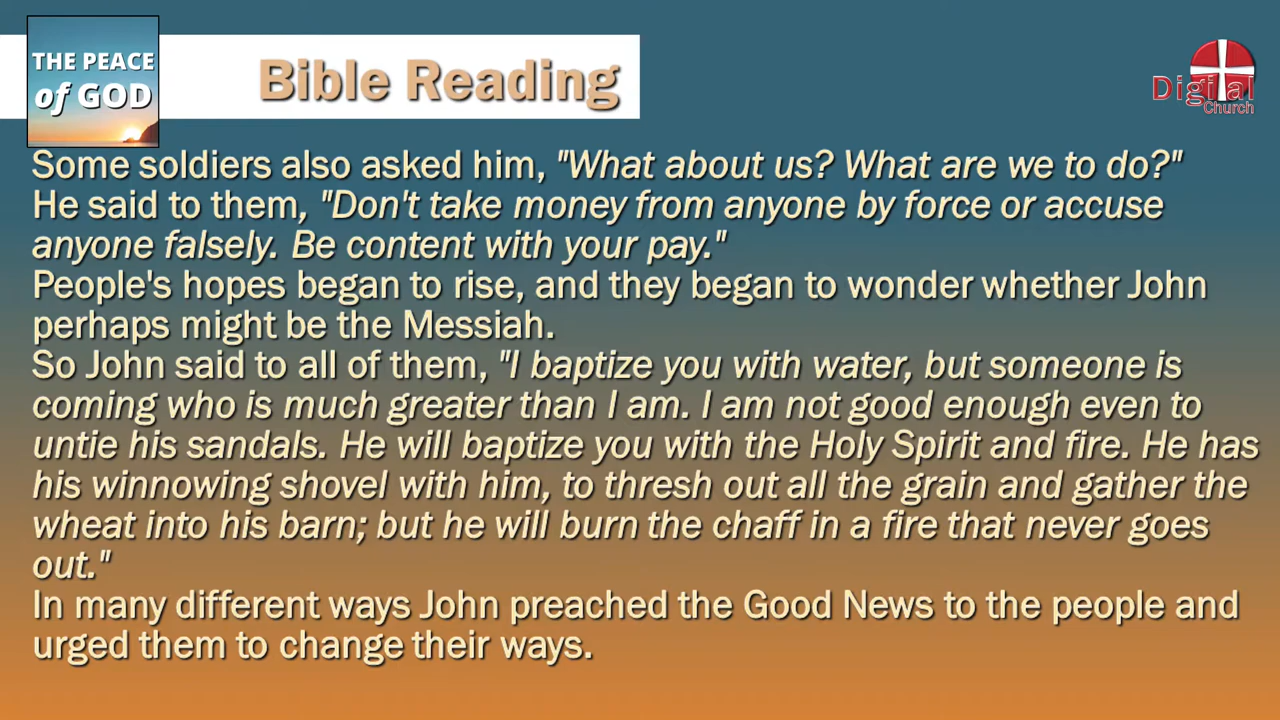 THE PEACE
of GOD
Bible Reading
Digital
Church
Some soldiers also asked him, "What about us? What are we to do?"
He said to them, "Don't take money from anyone by force or accuse
anyone falsely. Be content with your pay."
People's hopes began to rise, and they began to wonder whether John
perhaps might be the Messiah.
So John said to all of them, "I baptize you with water, but someone is
coming who is much greater than I am. I am not good enough even to
untie his sandals. He will baptize you with the Holy Spirit and fire. He has
his winnowing shovel with him, to thresh out all the grain and gather the
wheat into his barn; but he will burn the chaff in a fire that never goes
out."
In many different ways John preached the Good News to the people and
urged them to change their ways.